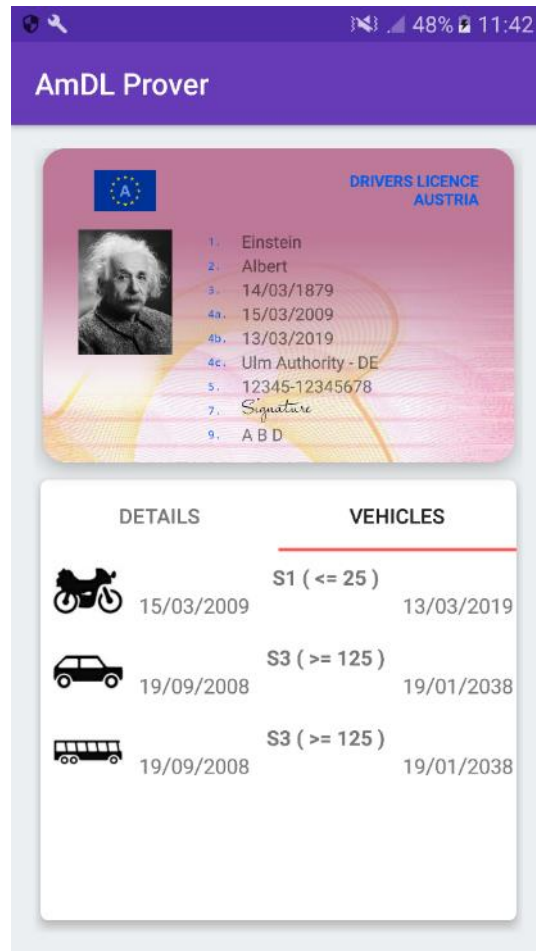 48% 11:42
AmDL Prover
A
DRIVERS LICENCE
AUSTRIA
1. Einstein
2. Albert
3. 14/03/1879
4a. 15/03/2009
4b. 13/03/2019
4c. Ulm Authority - DE
5. 12345-12345678
7. Signature
9. A B D
DETAILS VEHICLES
S1 ( <= 25 )
15/03/2009 13/03/2019
S3 ( >= 125 )
19/09/2008 19/01/2038
S3 ( >= 125 )
19/09/2008 19/01/2038